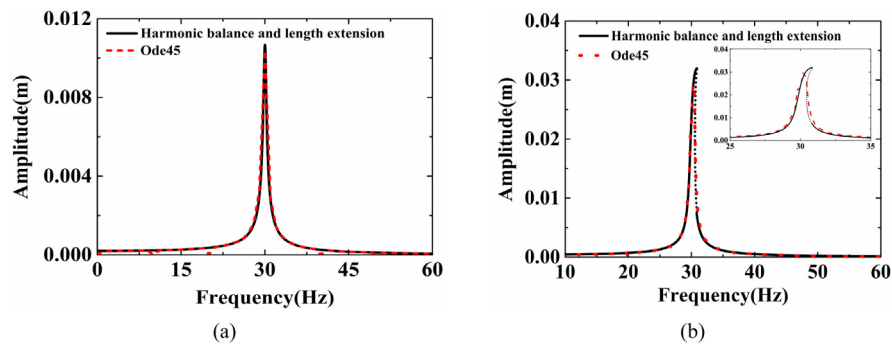 Harmonic balance and length extension
Ode45
0.012
0.008
0.004
0.000
Amplitude(m)
0
15
30
45
60
Frequency(Hz)
(a)
Harmonic balance and length extension
Ode45
0.04
0.03
0.02
0.01
0.00
Amplitude(m)
10
20
30
40
50
60
Frequency(Hz)
0.04
0.03
0.02
0.01
0.00
25
30
35
(b)